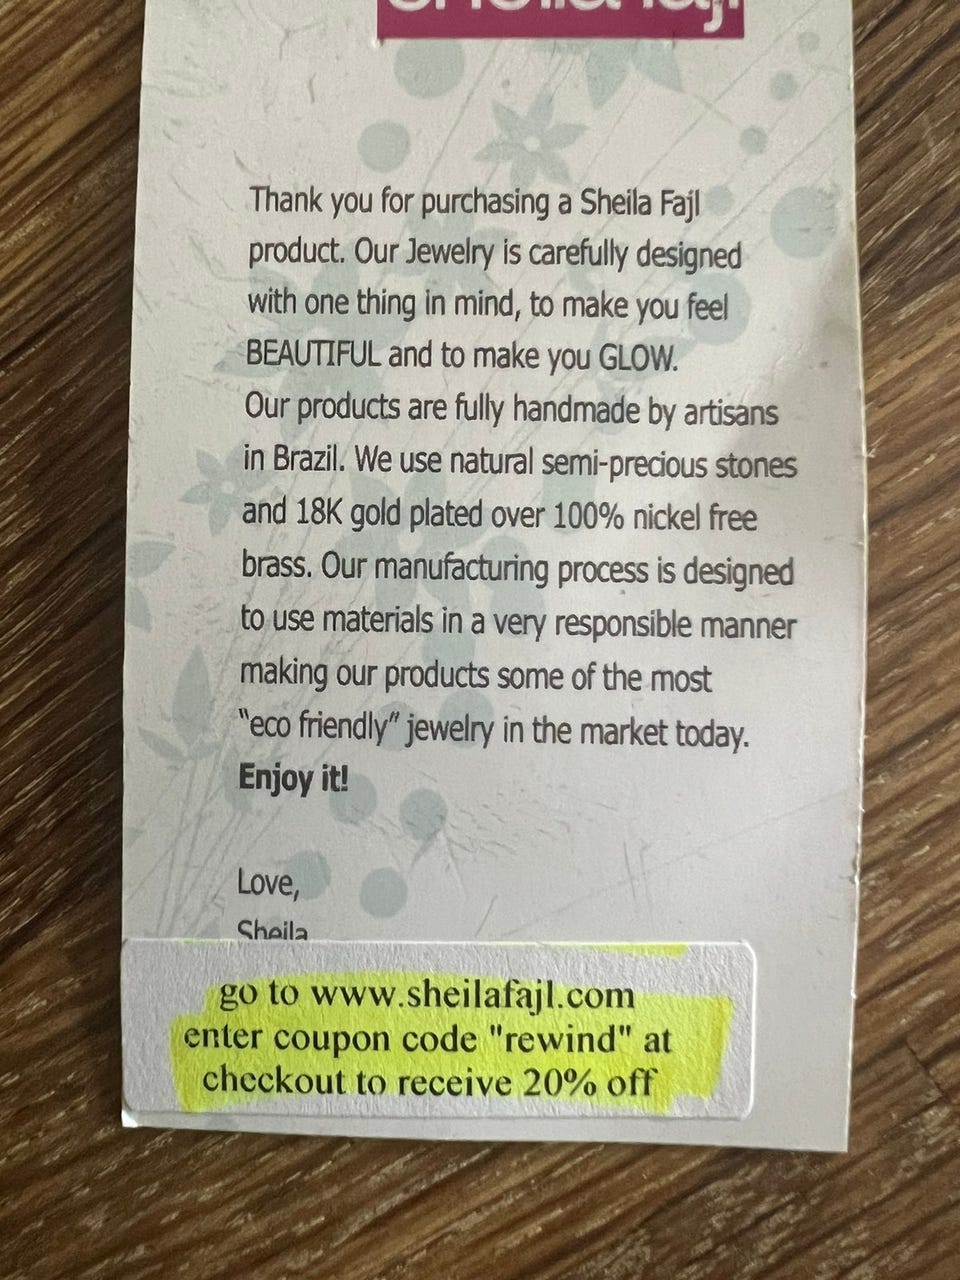 sheila fajl
Thank you for purchasing a Sheila Fajl
product. Our Jewelry is carefully designed
with one thing in mind, to make you feel
BEAUTIFUL and to make you GLOW.
Our products are fully handmade by artisans
in Brazil. We use natural semi-precious stones
and 18K gold plated over 100% nickel free
brass. Our manufacturing process is designed
to use materials in a very responsible manner
making our products some of the most
“eco friendly” jewelry in the market today.
Enjoy it!
Love,
Sheila
go to www.sheilafajl.com
enter coupon code "rewind" at
checkout to receive 20% off